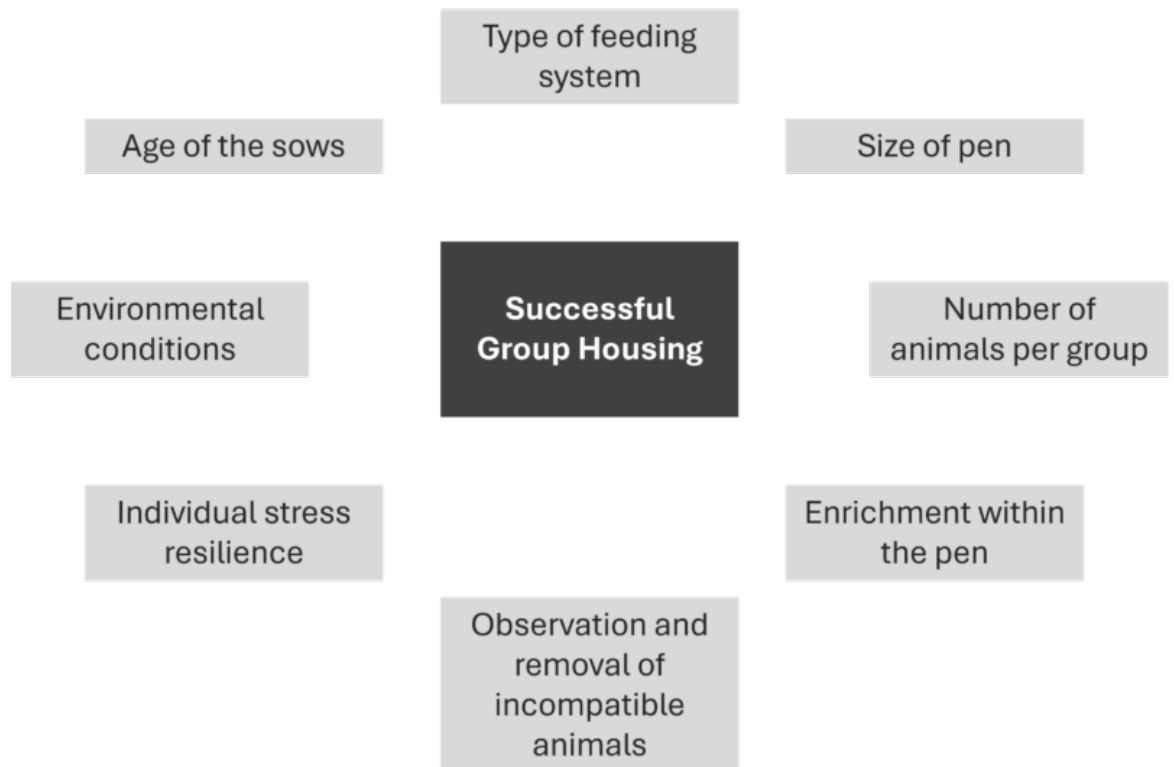 Type of feeding
system
Age of the sows
Size of pen
Successful
Group Housing
Environmental
conditions
Number of
animals per group
Individual stress
resilience
Enrichment within
the pen
Observation and
removal of
incompatible
animals